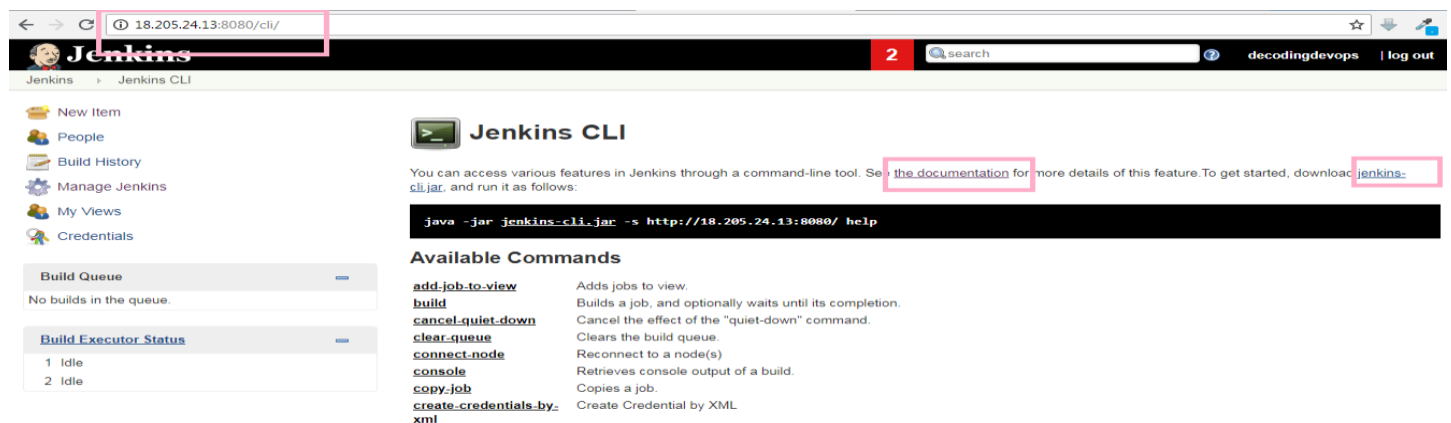 18.205.24.13:8080/cli/
Jenkins
2
search
decodingdevops
| log out
Jenkins
Jenkins CLI
New Item
People
Build History
Manage Jenkins
My Views
Credentials
Build Queue
No builds in the queue.
Build Executor Status
1 Idle
2 Idle
Jenkins CLI
You can access various features in Jenkins through a command-line tool. See the documentation for more details of this feature.To get started, download jenkins-
cli.jar, and run it as follows:
java -jar jenkins-cli.jar -s http://18.205.24.13:8080/ help
Available Commands
add-job-to-view Adds jobs to view.
build Builds a job, and optionally waits until its completion.
cancel-quiet-down Cancel the effect of the "quiet-down" command.
clear-queue Clears the build queue.
connect-node Reconnect to a node(s)
console Retrieves console output of a build.
copy-job Copies a job.
create-credentials-by- Create Credential by XML
xml